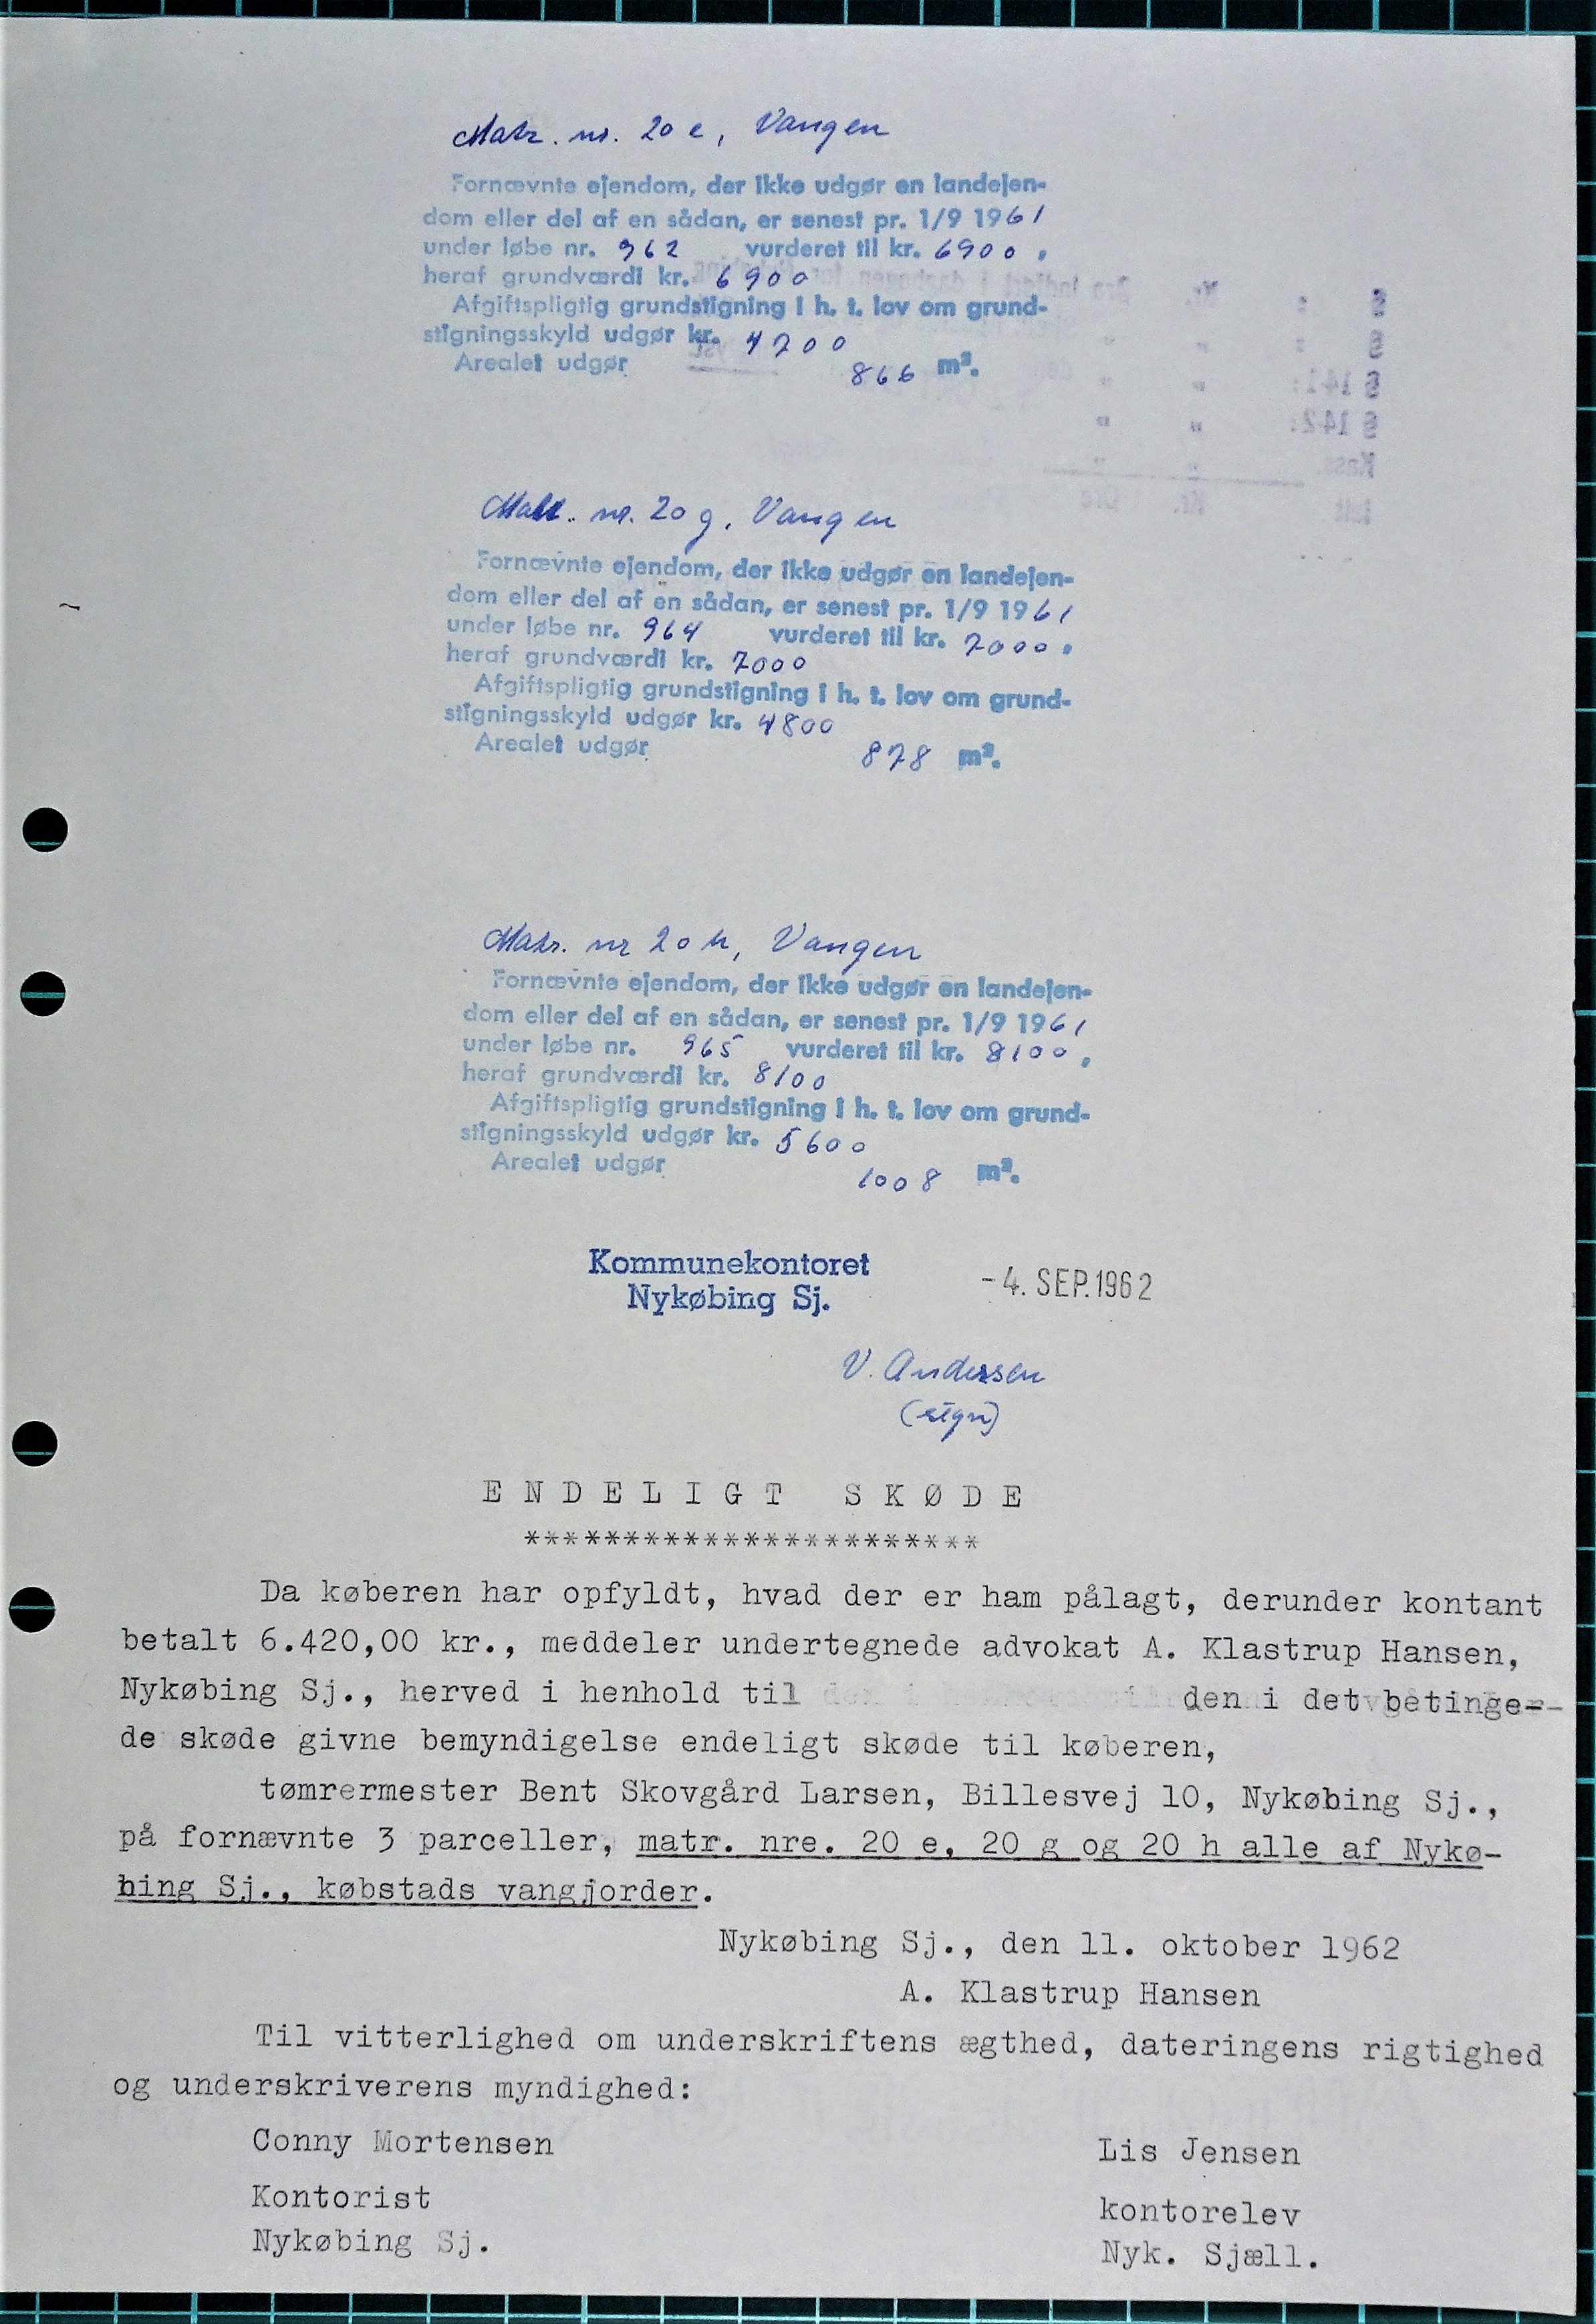 Matr. nr. 20 e, Vangen
Fornævnte ejendom, der ikke udgør en landejen-
dom eller del af en sådan, er senest pr. 1/9 1961
under løbe nr. 962 vurderet til kr. 6900,
heraf grundværdi kr. 6900
Afgiftspligtig grundstigning i h. t. lov om grund-
stigningsskyld udgør kr. 4700
Arealet udgør 866 m².
Matr. nr. 20 g, Vangen
Fornævnte ejendom, der ikke udgør en landejen-
dom eller del af en sådan, er senest pr. 1/9 1961
under løbe nr. 964 vurderet til kr. 7000,
heraf grundværdi kr. 7000
Afgiftspligtig grundstigning i h. t. lov om grund-
stigningsskyld udgør kr. 4800
Arealet udgør 878 m².
Matr. nr 20 h, Vangen
Fornævnte ejendom, der ikke udgør en landejen-
dom eller del af en sådan, er senest pr. 1/9 1961
under løbe nr. 965 vurderet til kr. 8100,
heraf grundværdi kr. 8100
Afgiftspligtig grundstigning i h. t. lov om grund-
stigningsskyld udgør kr. 5600
Arealet udgør 1008 m².
Kommunekontoret
Nykøbing Sj. -4. SEP. 1962
V. Andersen
(sign)
ENDELIGT SKØDE
***********************
Da køberen har opfyldt, hvad der er ham pålagt, derunder kontant
betalt 6.420,00 kr., meddeler undertegnede advokat A. Klastrup Hansen,
Nykøbing Sj., herved i henhold til den i det betinge-
de skøde givne bemyndigelse endeligt skøde til køberen,
tømrermester Bent Skovgård Larsen, Billesvej 10, Nykøbing Sj.,
på fornævnte 3 parceller, matr. nre. 20 e, 20 g og 20 h alle af Nykø-
bing Sj., købstads vangjorder.
Nykøbing Sj., den 11. oktober 1962
A. Klastrup Hansen
Til vitterlighed om underskriftens ægthed, dateringens rigtighed
og underskriverens myndighed:
Conny Mortensen Lis Jensen
Kontorist kontorelev
Nykøbing Sj. Nyk. Sjæll.